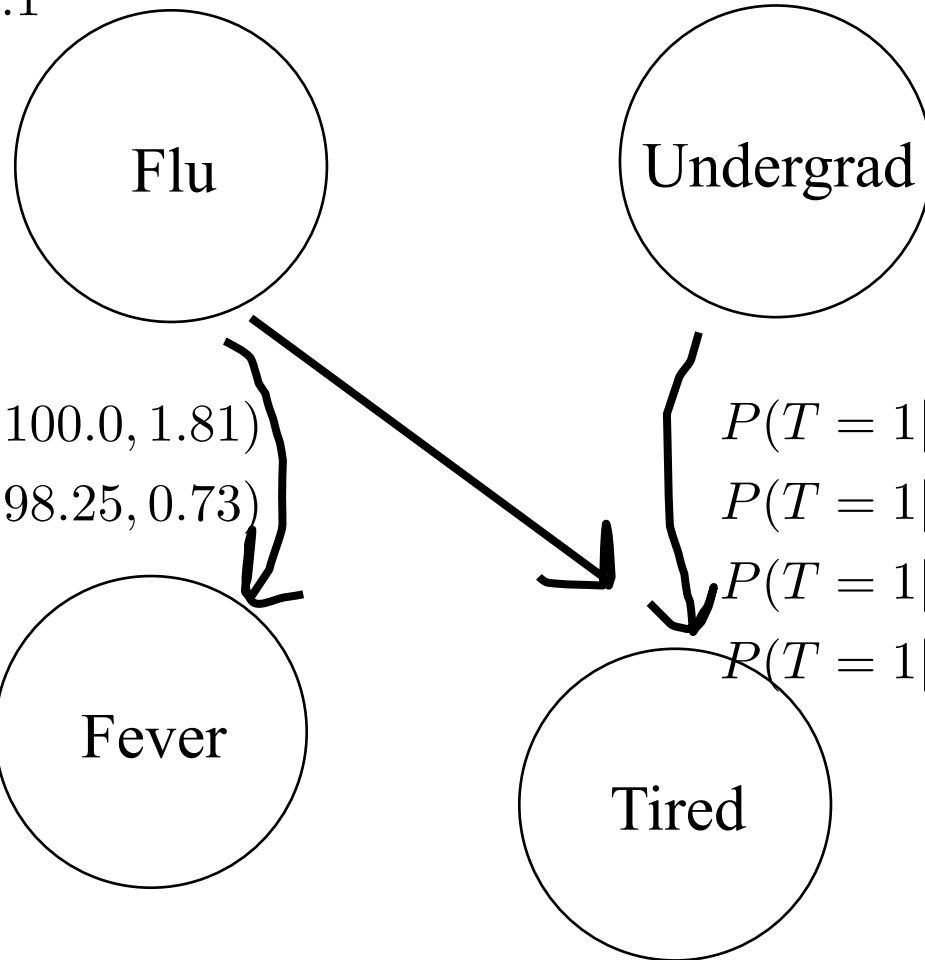 .1
Flu
Undergrad
100.0, 1.81)
98.25, 0.73)
P(T = 1|
P(T = 1|
P(T = 1|
P(T = 1|
Fever
Tired